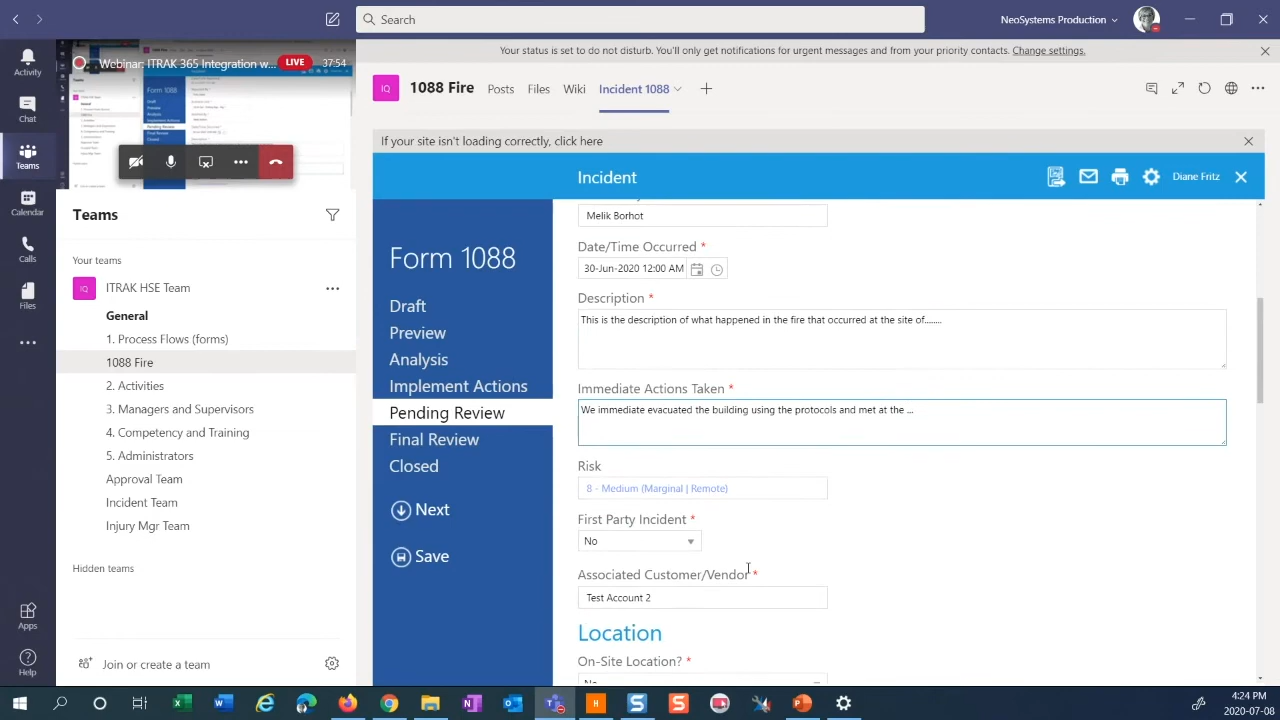 Search
NeoSystems Production
Your status is set to do not disturb. You'll only get notifications for urgent messages and from your priority contacts. Change settings.
Webinar: ITRAK 365 Integration w...
LIVE
37:54
Activity
Chat
Teams
Calendar
Calls
Files
Apps
Help
Teams
Your teams
IQ
ITRAK HSE Team
General
1. Process Flows (forms)
1088 Fire
2. Activities
3. Managers and Supervisors
4. Competency and Training
5. Administrators
Approval Team
Incident Team
Injury Mgr Team
Hidden teams
Join or create a team
IQ
1088 Fire
Posts
Files
Wiki
Incident 1088
If your site isn't loading correctly, click here
Incident
Diane Fritz
Form 1088
Draft
Preview
Analysis
Implement Actions
Pending Review
Final Review
Closed
Next
Save
Melik Borhot
Date/Time Occurred *
30-Jun-2020 12:00 AM
Description *
This is the description of what happened in the fire that occurred at the site of........
Immediate Actions Taken *
We immediate evacuated the building using the protocols and met at the ...
Risk
8 - Medium (Marginal | Remote)
First Party Incident *
No
Associated Customer/Vendor *
Test Account 2
Location
On-Site Location? *
No
4:24 PM
2020-07-08